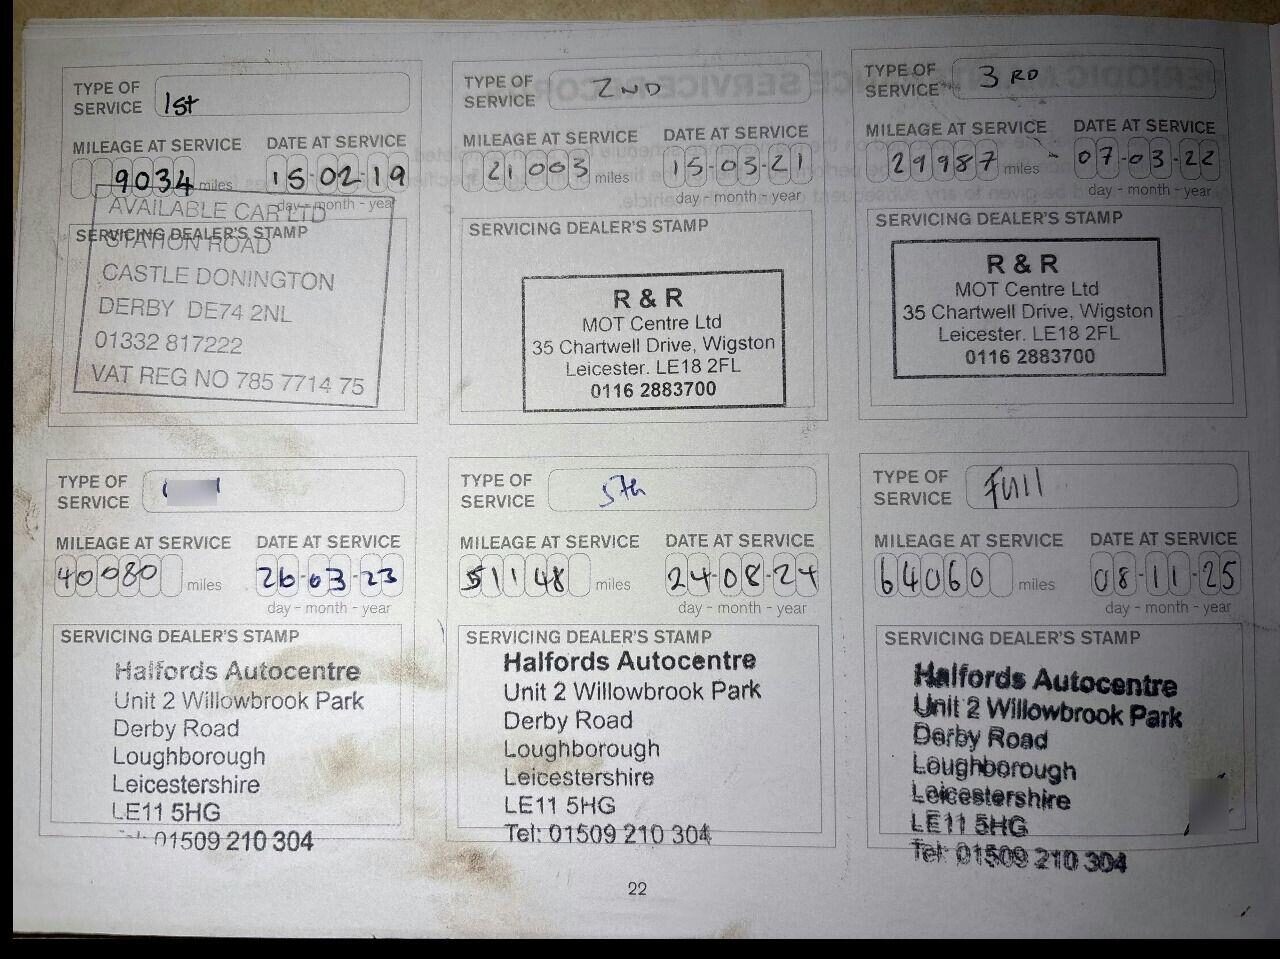 TYPE OF SERVICE 1st
MILEAGE AT SERVICE DATE AT SERVICE
9034 miles 15-02-19
day - month - year
SERVICING DEALER'S STAMP
AVAILABLE CAR LTD
STATION ROAD
CASTLE DONINGTON
DERBY DE74 2NL
01332 817222
VAT REG NO 785 7714 75
TYPE OF SERVICE 2ND
MILEAGE AT SERVICE DATE AT SERVICE
21003 miles 15-03-21
day - month - year
SERVICING DEALER'S STAMP
R & R
MOT Centre Ltd
35 Chartwell Drive, Wigston
Leicester. LE18 2FL
0116 2883700
TYPE OF SERVICE 3RD
MILEAGE AT SERVICE DATE AT SERVICE
29987 miles 07-03-22
day - month - year
SERVICING DEALER'S STAMP
R & R
MOT Centre Ltd
35 Chartwell Drive, Wigston
Leicester. LE18 2FL
0116 2883700
TYPE OF SERVICE
MILEAGE AT SERVICE DATE AT SERVICE
40080 miles 26-03-23
day - month - year
SERVICING DEALER'S STAMP
Halfords Autocentre
Unit 2 Willowbrook Park
Derby Road
Loughborough
Leicestershire
LE11 5HG
01509 210 304
TYPE OF SERVICE 5th
MILEAGE AT SERVICE DATE AT SERVICE
51148 miles 24-08-24
day - month - year
SERVICING DEALER'S STAMP
Halfords Autocentre
Unit 2 Willowbrook Park
Derby Road
Loughborough
Leicestershire
LE11 5HG
Tel: 01509 210 304
TYPE OF SERVICE Full
MILEAGE AT SERVICE DATE AT SERVICE
64060 miles 08-11-25
day - month - year
SERVICING DEALER'S STAMP
Halfords Autocentre
Unit 2 Willowbrook Park
Derby Road
Loughborough
Leicestershire
LE11 5HG
Tel: 01509 210 304
22